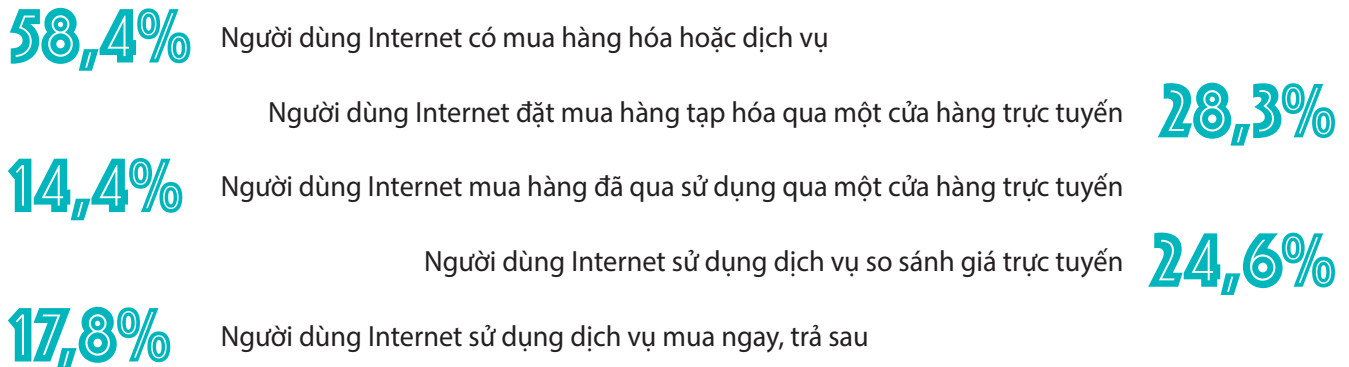 58,4% Người dùng Internet có mua hàng hóa hoặc dịch vụ
Người dùng Internet đặt mua hàng tạp hóa qua một cửa hàng trực tuyến 28,3%
14,4% Người dùng Internet mua hàng đã qua sử dụng qua một cửa hàng trực tuyến
Người dùng Internet sử dụng dịch vụ so sánh giá trực tuyến 24,6%
17,8% Người dùng Internet sử dụng dịch vụ mua ngay, trả sau